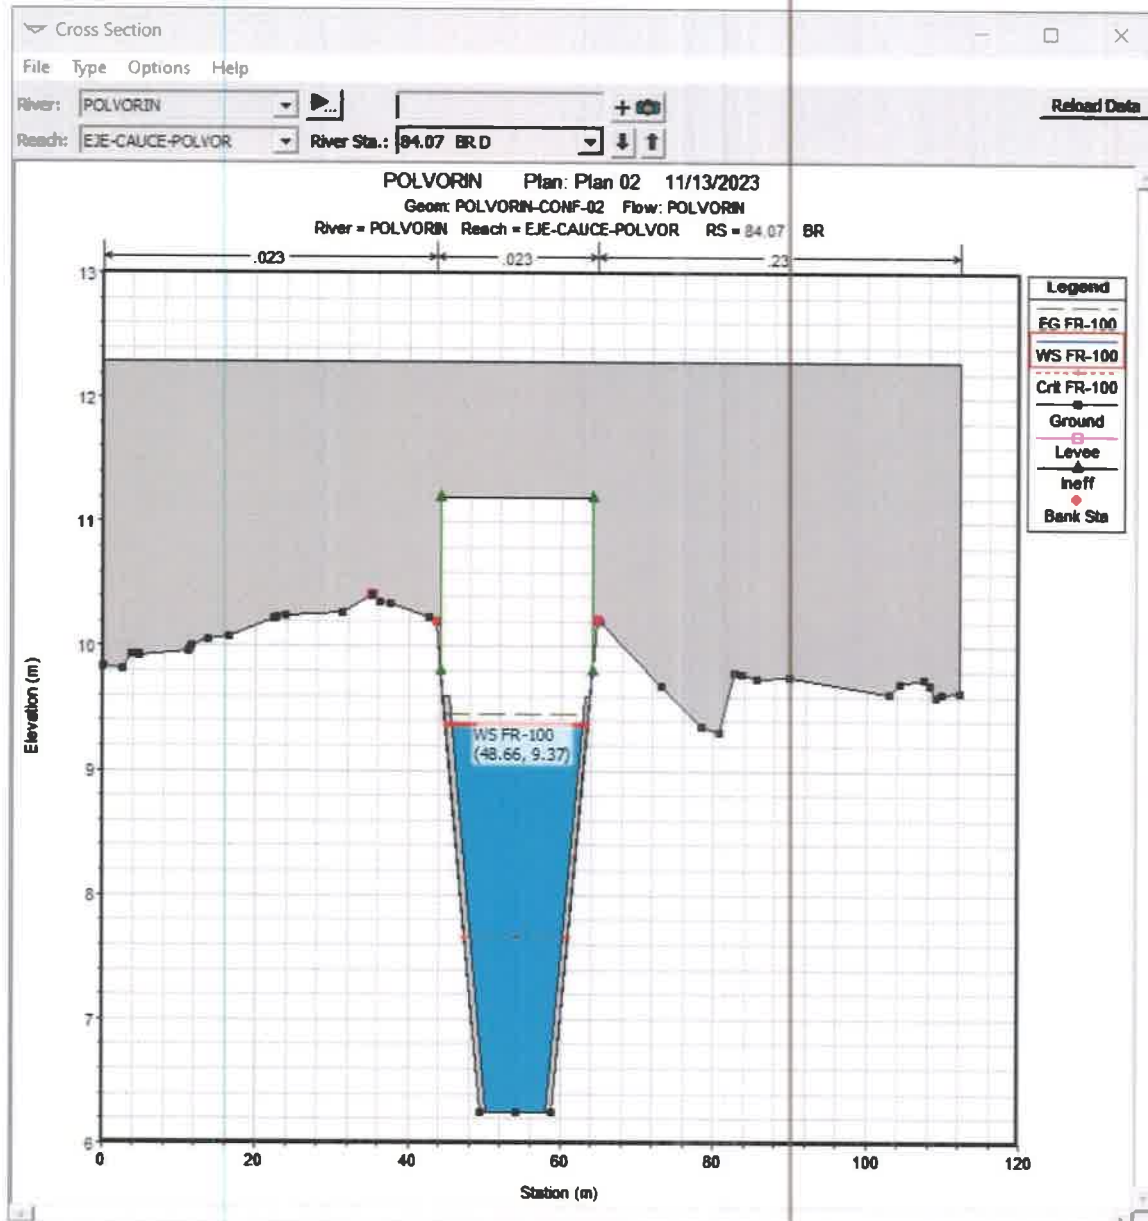 Cross Section
File Type Options Help
River: POLVORIN
Reload Data
Reach: EJE-CAUCE-POLVOR River Sta.: 84.07 BR D
POLVORIN Plan: Plan 02 11/13/2023
Geom: POLVORIN-CONF-02 Flow: POLVORIN
River = POLVORIN Reach = EJE-CAUCE-POLVOR RS = 84.07 BR
.023 .023 .23
13
12
11
10
9
8
7
6
Elevation (m)
0 20 40 60 80 100 120
Station (m)
WS FR-100
(48.66, 9.37)
Legend
EG FR-100
WS FR-100
Crit FR-100
Ground
Levee
Ineff
Bank Sta